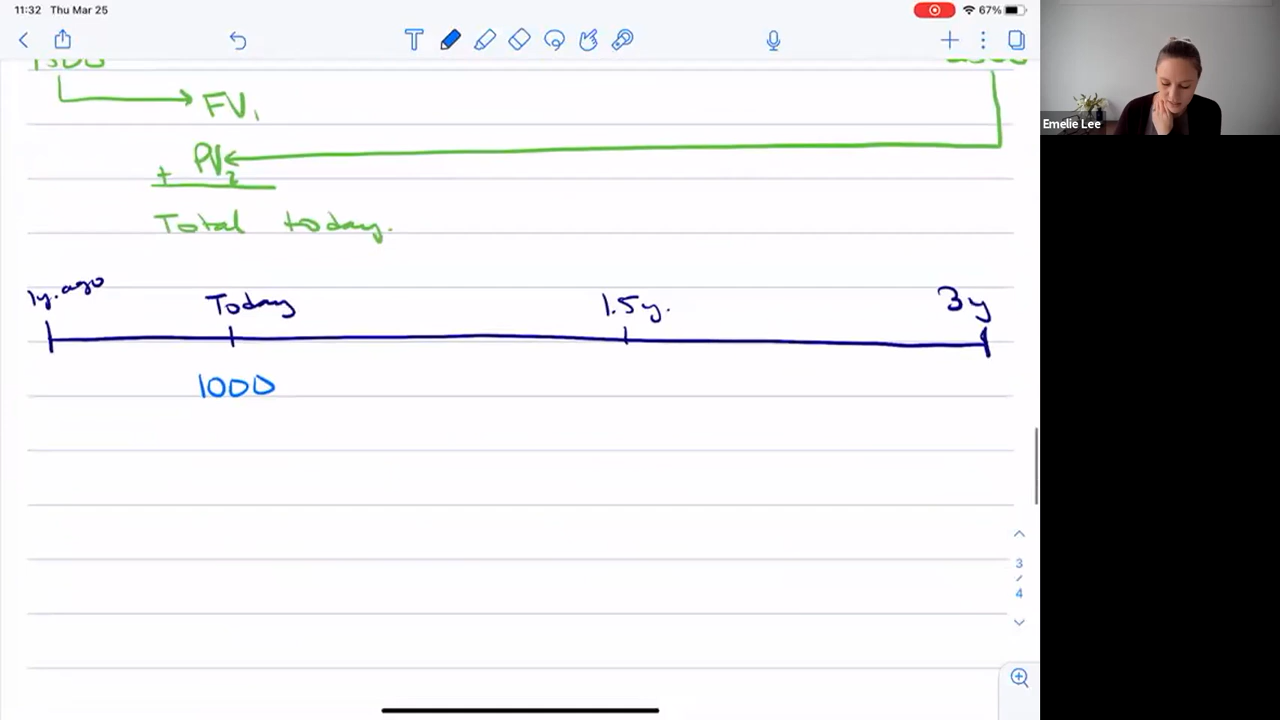 11:32 Thu Mar 25
67%
T
Emelie Lee
FV1
+ PV2
Total today.
1y. ago
Today
1.5y.
3y
1000
3
/
4